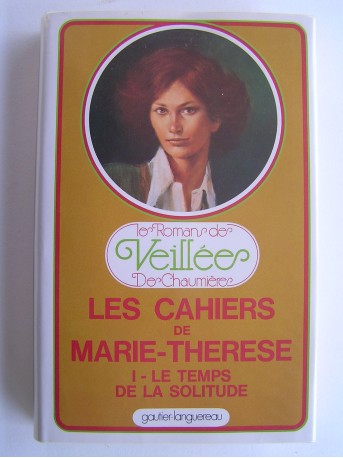 les Romans des
Veillées
Des Chaumières
LES CAHIERS
DE
MARIE-THERESE
I - LE TEMPS
DE LA SOLITUDE
gautier-languereau